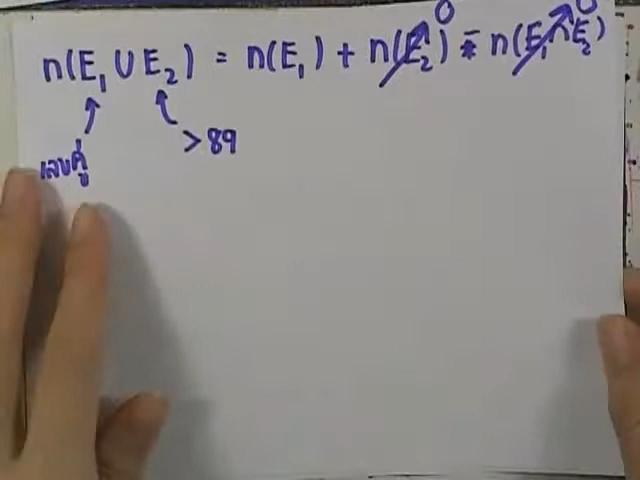 n(E₁ ∪ E₂) = n(E₁) + n(E₂) 0 - n(E₁ ∩ E₂) 0
เลขคู่ > 89